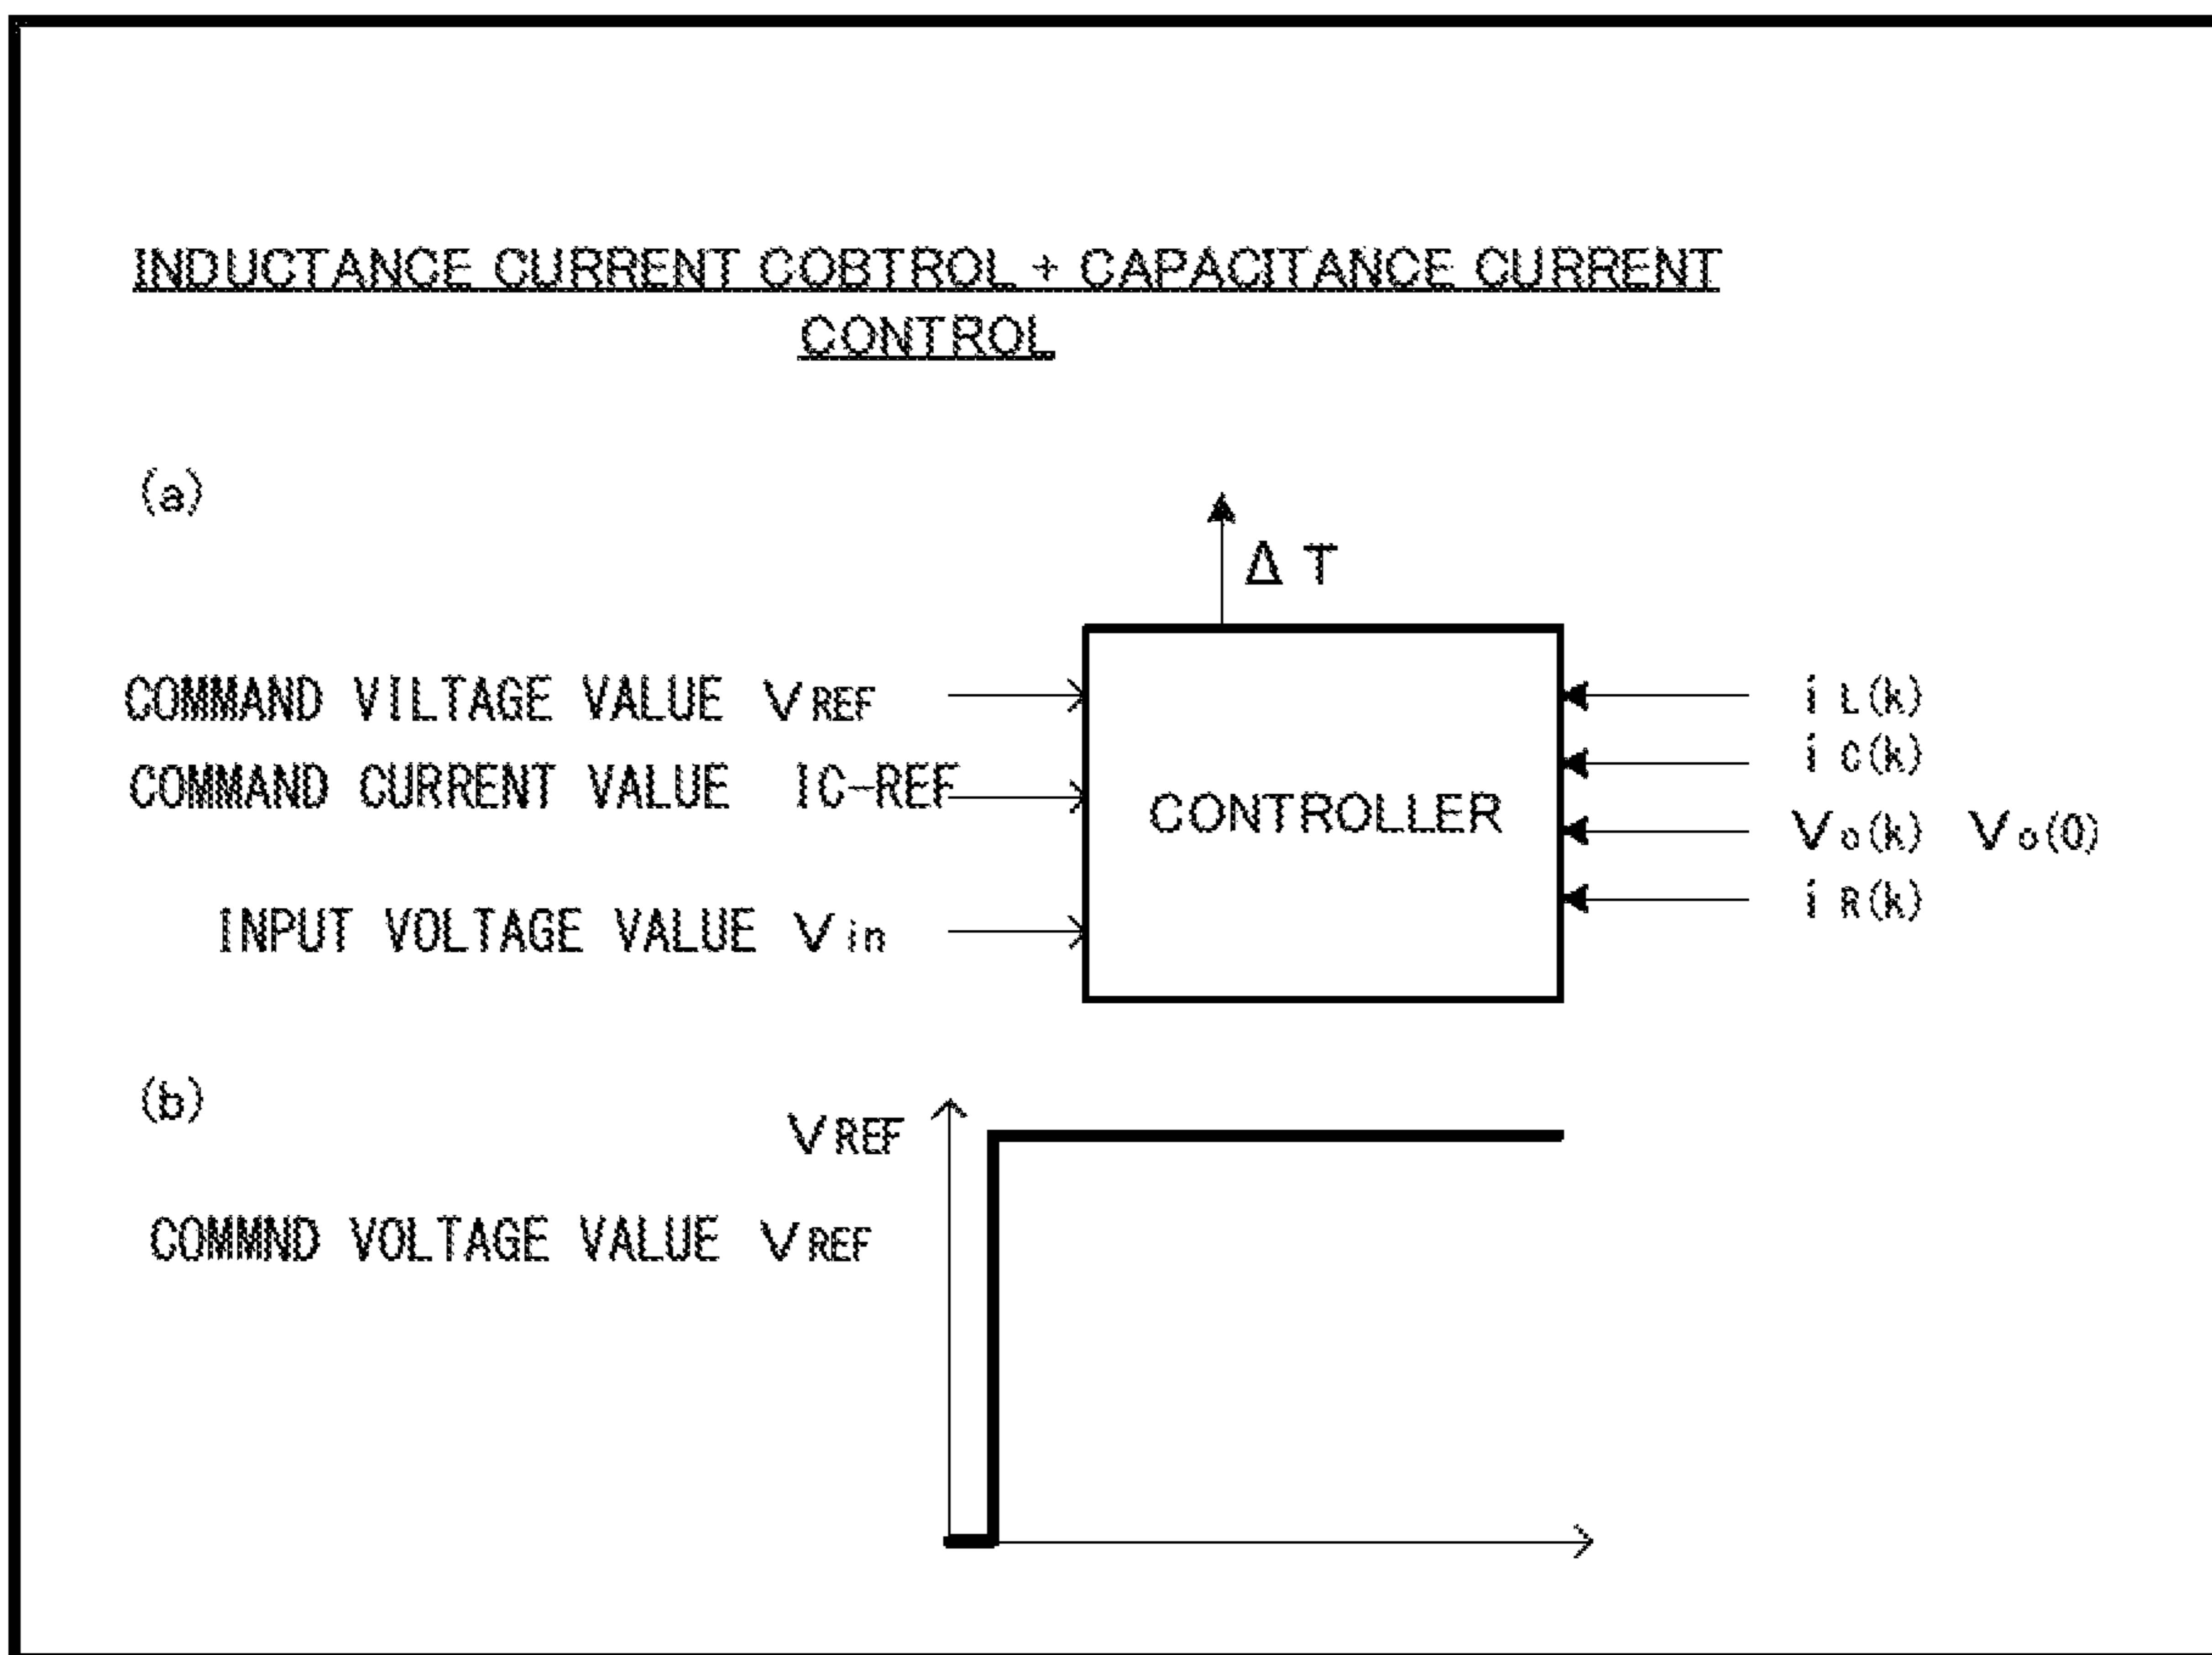 INDUCTANCE CURRENT COBTROL + CAPACITANCE CURRENT
CONTROL
(a)
Δ T
COMMAND VILTAGE VALUE VREF
COMMAND CURRENT VALUE IC-REF
INPUT VOLTAGE VALUE Vin
CONTROLLER
i L(k)
i C(k)
Vo(k) Vo(0)
i R(k)
(b)
VREF
COMMND VOLTAGE VALUE VREF